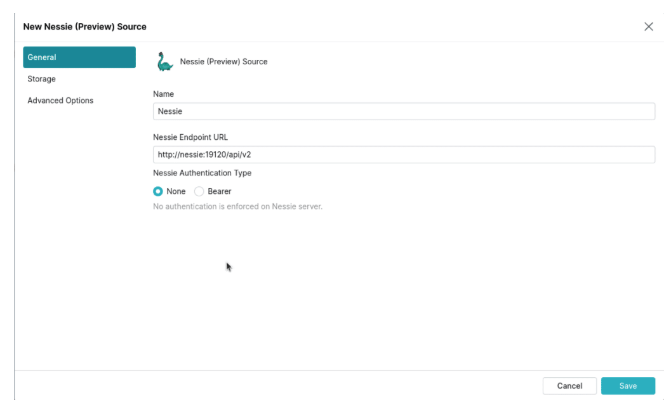 New Nessie (Preview) Source
General
Storage
Advanced Options
Nessie (Preview) Source
Name
Nessie
Nessie Endpoint URL
http://nessie:19120/api/v2
Nessie Authentication Type
None Bearer
No authentication is enforced on Nessie server.
Cancel Save